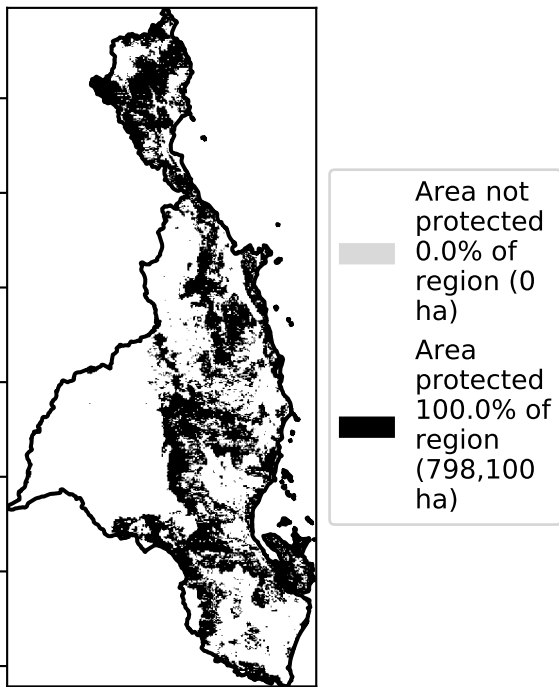 Area not
protected
0.0% of
region (0
ha)
Area
protected
100.0% of
region
(798,100
ha)